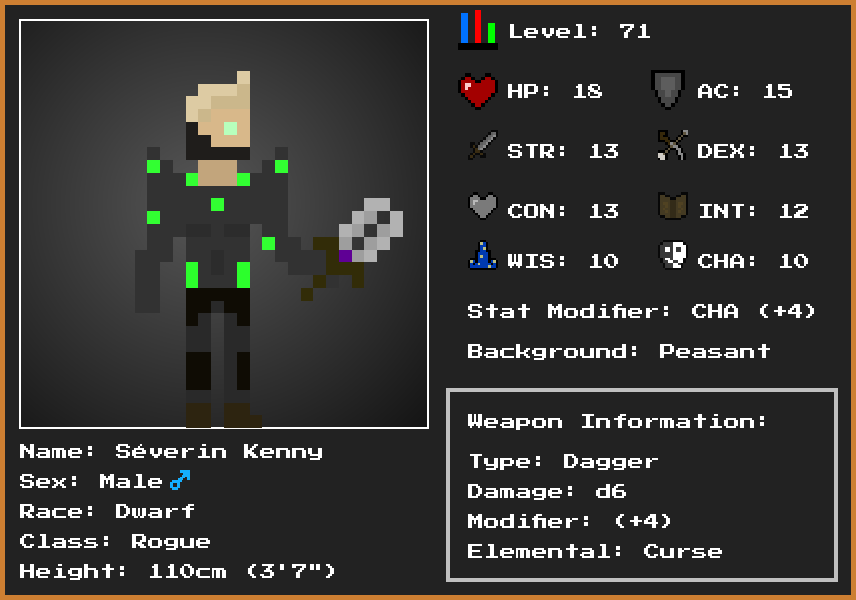 Level: 71
HP: 18
AC: 15
STR: 13
DEX: 13
CON: 13
INT: 12
WIS: 10
CHA: 10
Stat Modifier: CHA (+4)
Background: Peasant
Weapon Information:
Type: Dagger
Damage: d6
Modifier: (+4)
Elemental: Curse
Name: Séverin Kenny
Sex: Male ♂
Race: Dwarf
Class: Rogue
Height: 110cm (3'7")